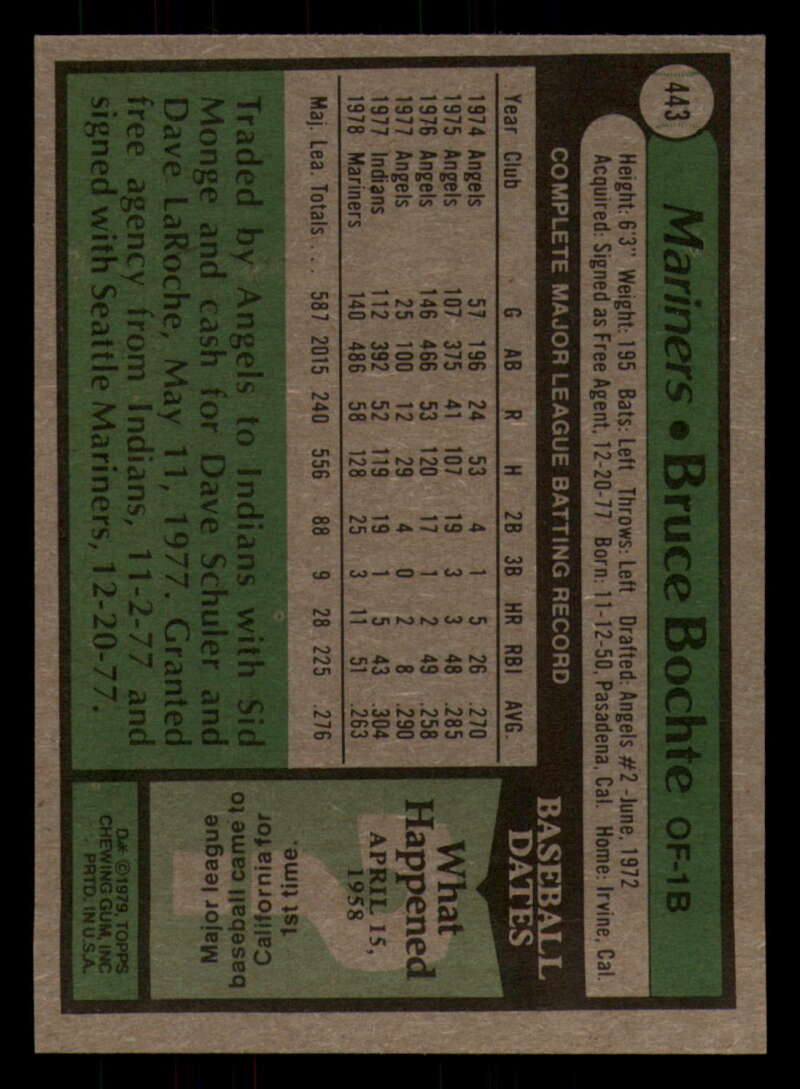 443
Mariners • Bruce Bochte OF-1B
Height: 6'3" Weight: 195 Bats: Left Throws: Left Drafted: Angels #2-June, 1972
Acquired: Signed as Free Agent, 12-20-77 Born: 11-12-50, Pasadena, Cal. Home: Irvine, Cal.
COMPLETE MAJOR LEAGUE BATTING RECORD
Year Club G AB R H 2B 3B HR RBI AVG.
1974 Angels 57 196 24 53 4 1 5 26 .270
1975 Angels 107 375 41 107 19 3 3 48 .285
1976 Angels 146 466 53 120 17 1 2 49 .258
1977 Angels 25 100 12 29 4 0 2 8 .290
1977 Indians 112 392 52 119 19 1 5 43 .304
1978 Mariners 140 486 58 128 25 3 11 51 .263
Maj. Lea. Totals . . . 587 2015 240 556 88 9 28 225 .276
Traded by Angels to Indians with Sid
Monge and cash for Dave Schuler and
Dave LaRoche, May 11, 1977. Granted
free agency from Indians, 11-2-77 and
signed with Seattle Mariners, 12-20-77.
BASEBALL
DATES
What
Happened
APRIL 15,
1958
Major league
baseball came to
California for
1st time.
D* ©1979, TOPPS
CHEWING GUM, INC
PRTD. IN U.S.A.